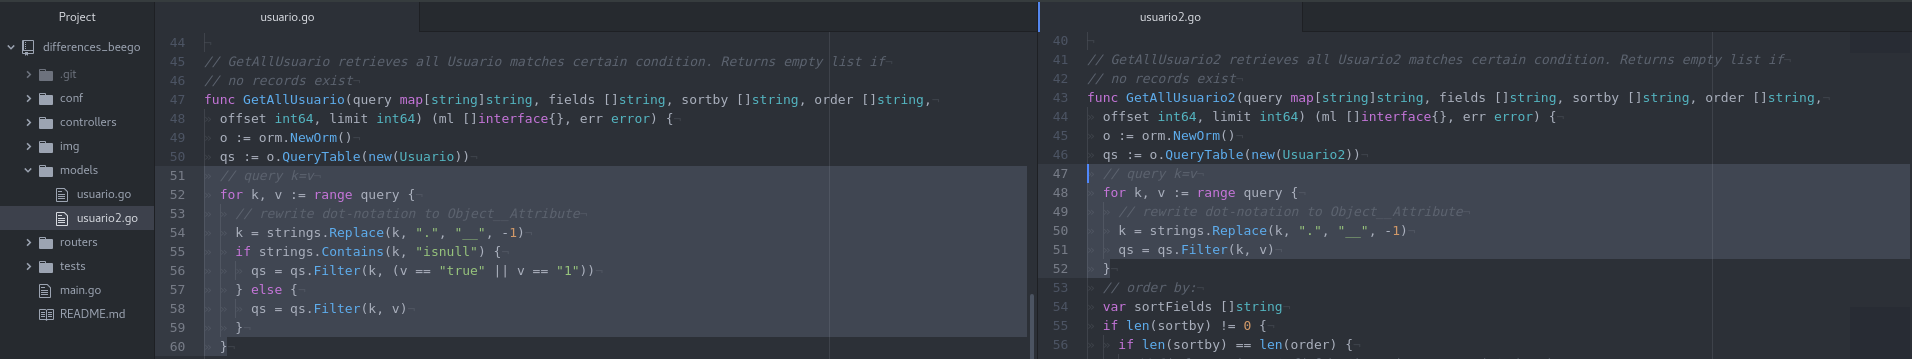 Project
differences_beego
.git
conf
controllers
img
models
usuario.go
usuario2.go
routers
tests
main.go
README.md
usuario.go
44
45 // GetAllUsuario retrieves all Usuario matches certain condition. Returns empty list if
46 // no records exist
47 func GetAllUsuario(query map[string]string, fields []string, sortby []string, order []string,
48 offset int64, limit int64) (ml []interface{}, err error) {
49 o := orm.NewOrm()
50 qs := o.QueryTable(new(Usuario))
51 // query k=v
52 for k, v := range query {
53 // rewrite dot-notation to Object__Attribute
54 k = strings.Replace(k, ".", "__", -1)
55 if strings.Contains(k, "isnull") {
56 qs = qs.Filter(k, (v == "true" || v == "1"))
57 } else {
58 qs = qs.Filter(k, v)
59 }
60 }
usuario2.go
40
41 // GetAllUsuario2 retrieves all Usuario2 matches certain condition. Returns empty list if
42 // no records exist
43 func GetAllUsuario2(query map[string]string, fields []string, sortby []string, order []string,
44 offset int64, limit int64) (ml []interface{}, err error) {
45 o := orm.NewOrm()
46 qs := o.QueryTable(new(Usuario2))
47 // query k=v
48 for k, v := range query {
49 // rewrite dot-notation to Object__Attribute
50 k = strings.Replace(k, ".", "__", -1)
51 qs = qs.Filter(k, v)
52 }
53 // order by:
54 var sortFields []string
55 if len(sortby) != 0 {
56 if len(sortby) == len(order) {